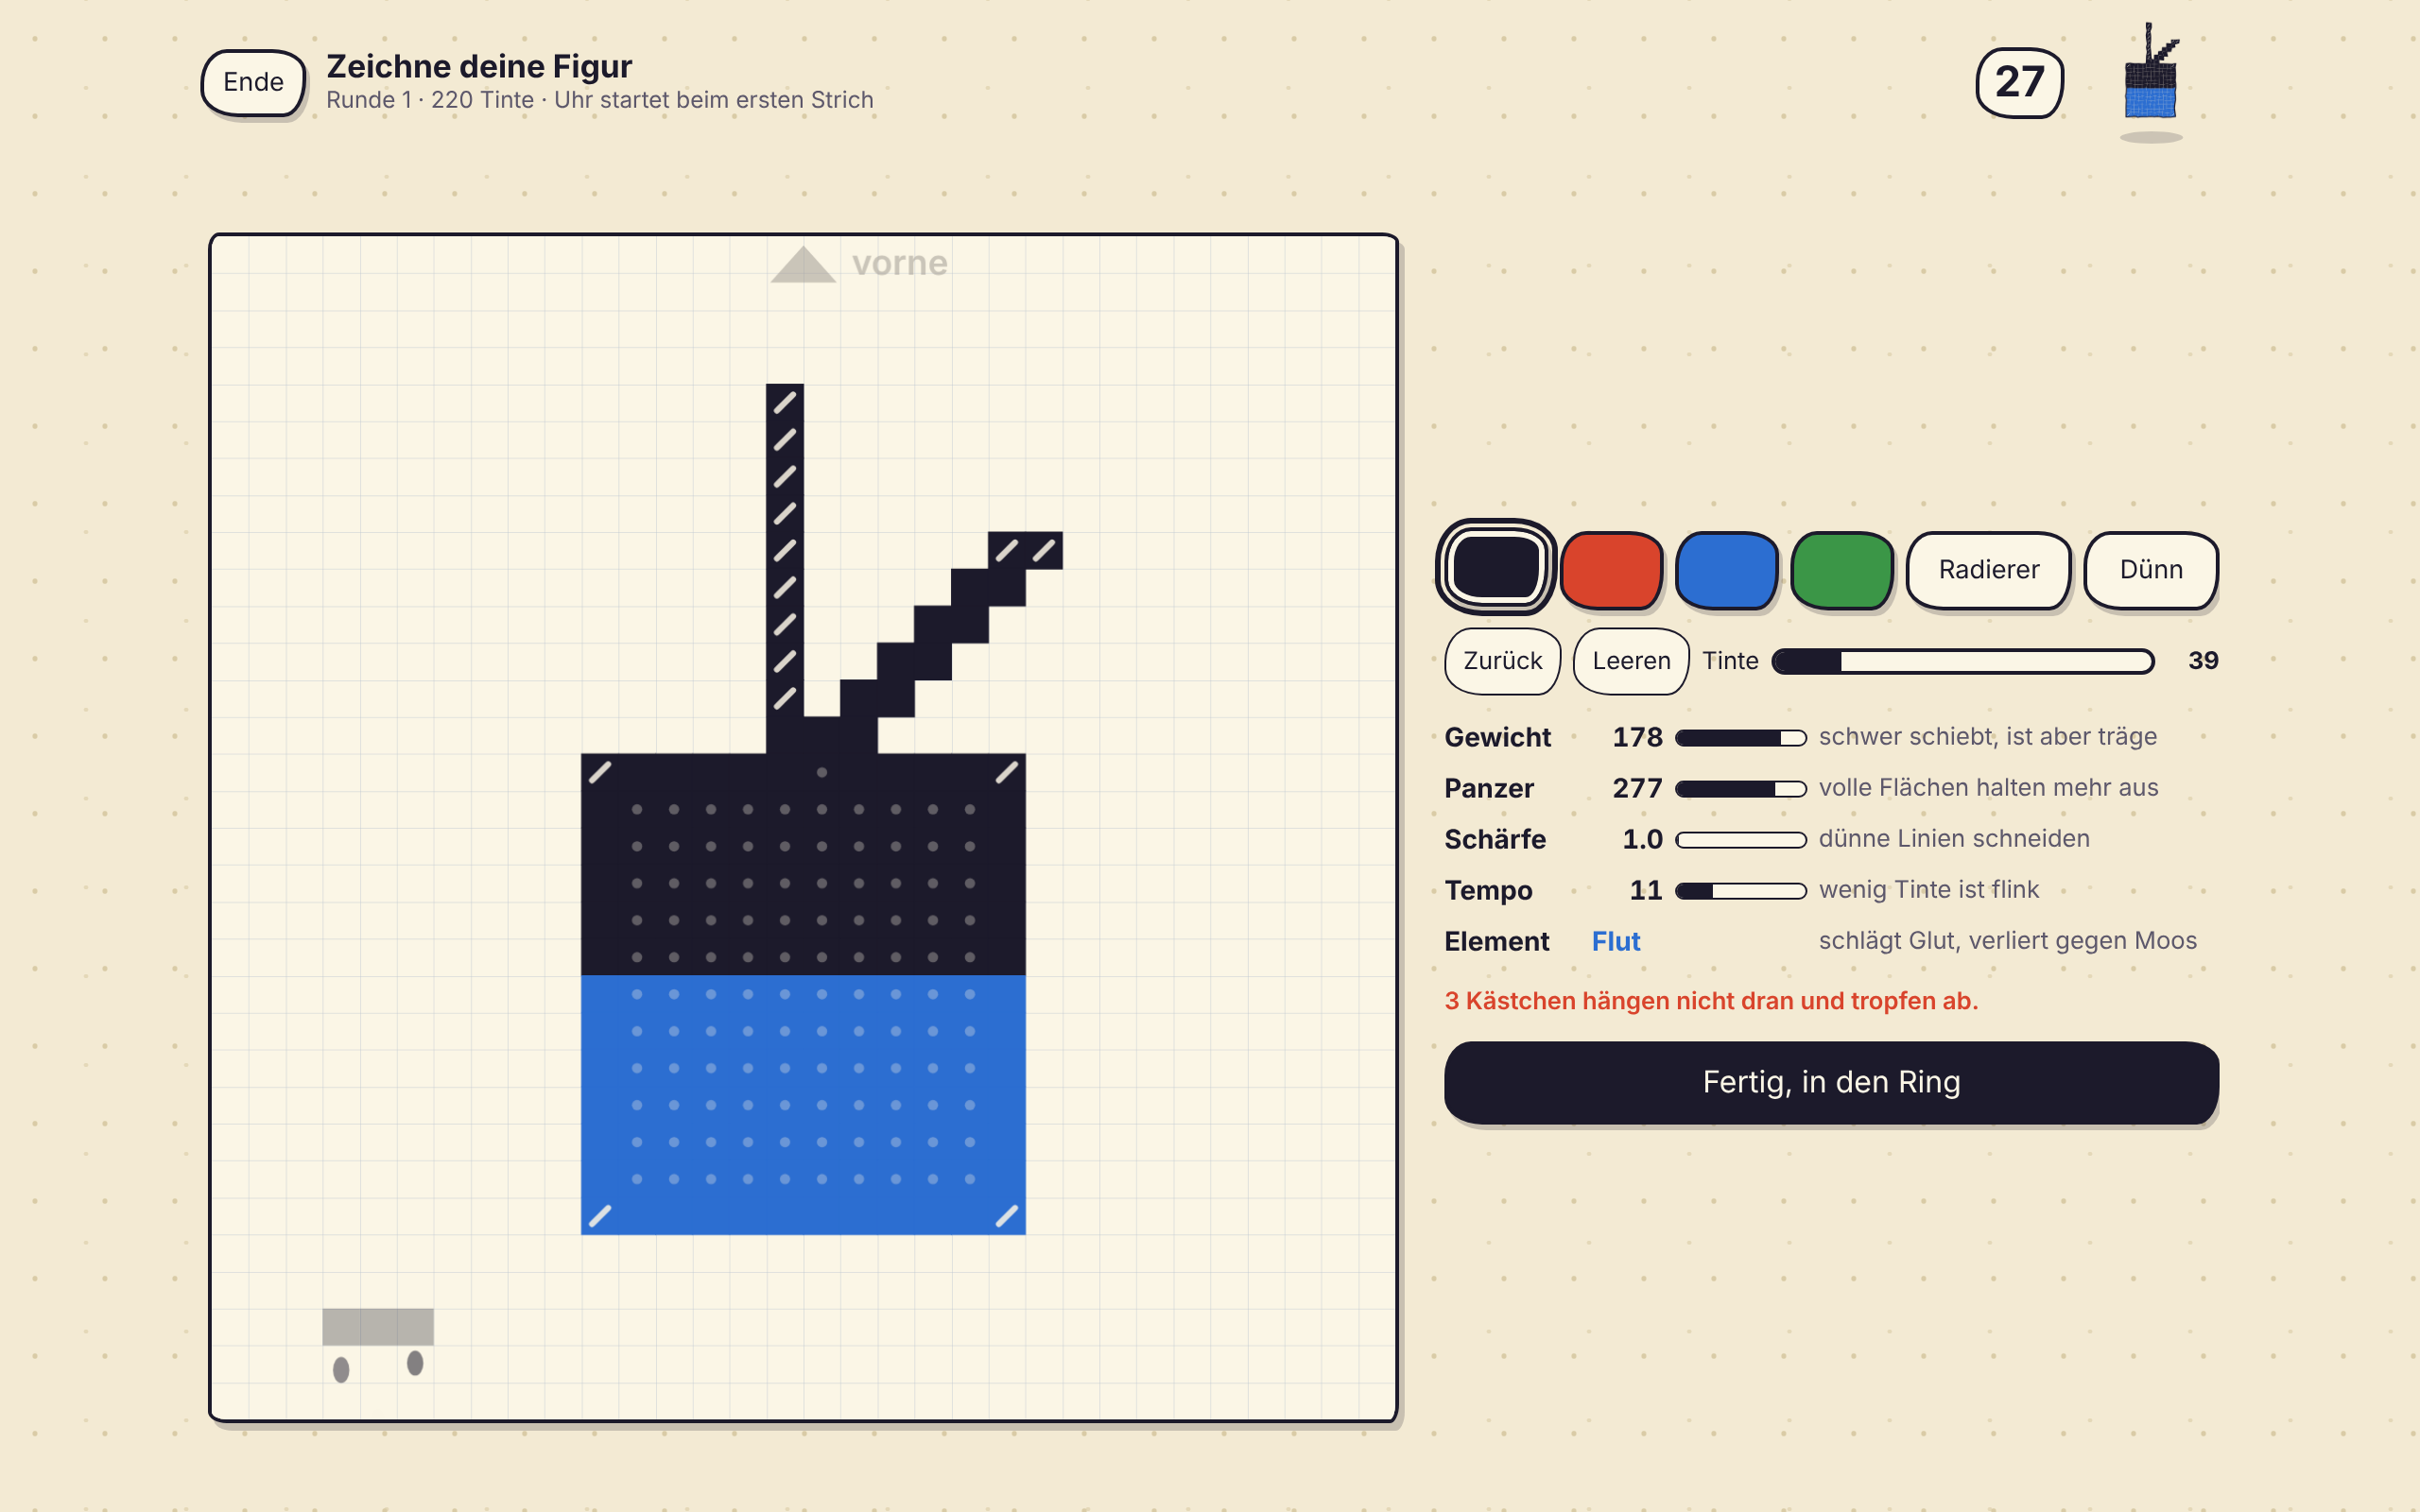 Ende
Zeichne deine Figur
Runde 1 · 220 Tinte · Uhr startet beim ersten Strich
27
vorne
Radierer
Dünn
Zurück
Leeren
Tinte
39
Gewicht 178 schwer schiebt, ist aber träge
Panzer 277 volle Flächen halten mehr aus
Schärfe 1.0 dünne Linien schneiden
Tempo 11 wenig Tinte ist flink
Element Flut schlägt Glut, verliert gegen Moos
3 Kästchen hängen nicht dran und tropfen ab.
Fertig, in den Ring